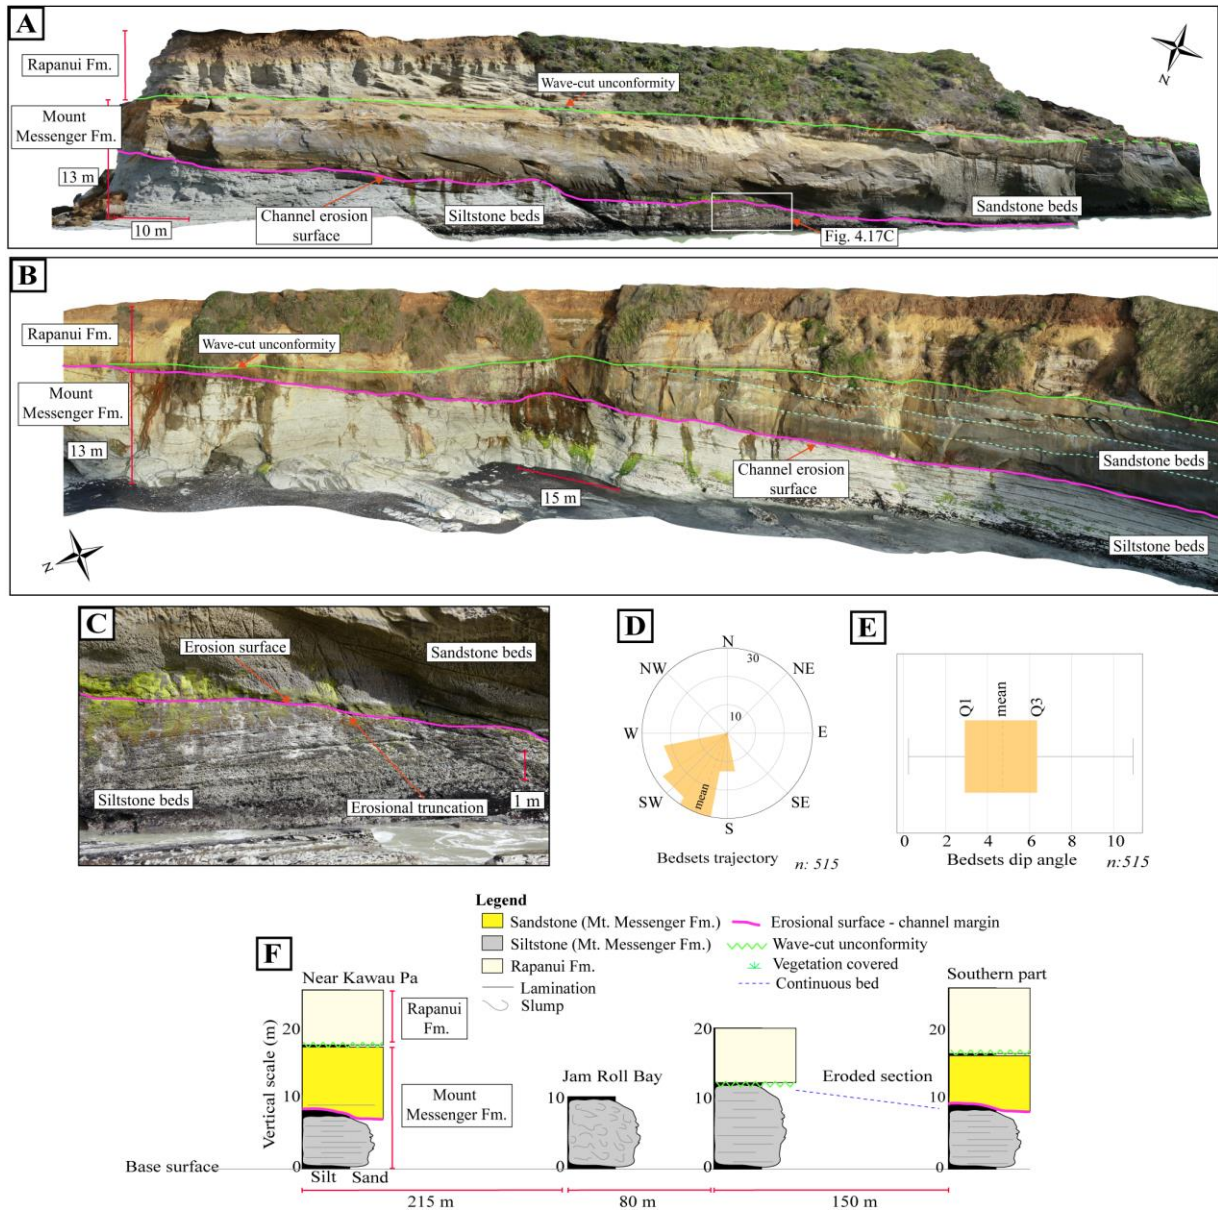 A
Rapanui Fm.
Wave-cut unconformity
N
Mount
Messenger Fm.
13 m
10 m
Channel erosion
surface
Siltstone beds
Sandstone beds
Fig. 4.17C
B
Rapanui Fm.
Wave-cut unconformity
Mount
Messenger Fm.
13 m
15 m
Channel erosion
surface
Sandstone beds
Siltstone beds
N
C
Erosion surface
Sandstone beds
Siltstone beds
Erosional truncation
1 m
D
N
NE
E
SE
S
SW
W
NW
30
10
mean
Bedsets trajectory
n: 515
E
Q1
mean
Q3
0 2 4 6 8 10
Bedsets dip angle
n:515
Legend
Sandstone (Mt. Messenger Fm.)
Siltstone (Mt. Messenger Fm.)
Rapanui Fm.
Lamination
Slump
Erosional surface - channel margin
Wave-cut unconformity
Vegetation covered
Continuous bed
F
Near Kawau Pa
Rapanui
Fm.
Mount
Messenger Fm.
Vertical scale (m)
20
10
0
Silt Sand
Base surface
Jam Roll Bay
10
0
20
10
0
Eroded section
Southern part
20
10
0
215 m
80 m
150 m